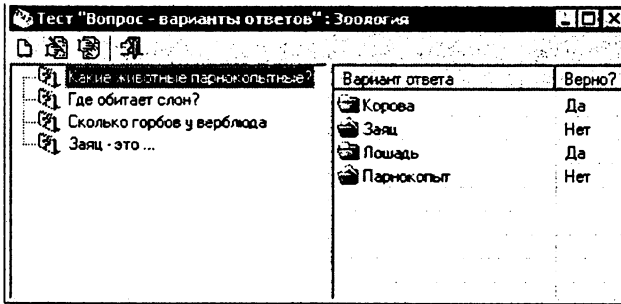 Тест "Вопрос - варианты ответов": Зоология
Какие животные парнокопытные?
Где обитает слон?
Сколько горбов у верблюда
Заяц - это ...
Вариант ответа Верно?
Корова Да
Заяц Нет
Лошадь Да
Парнокопыт Нет